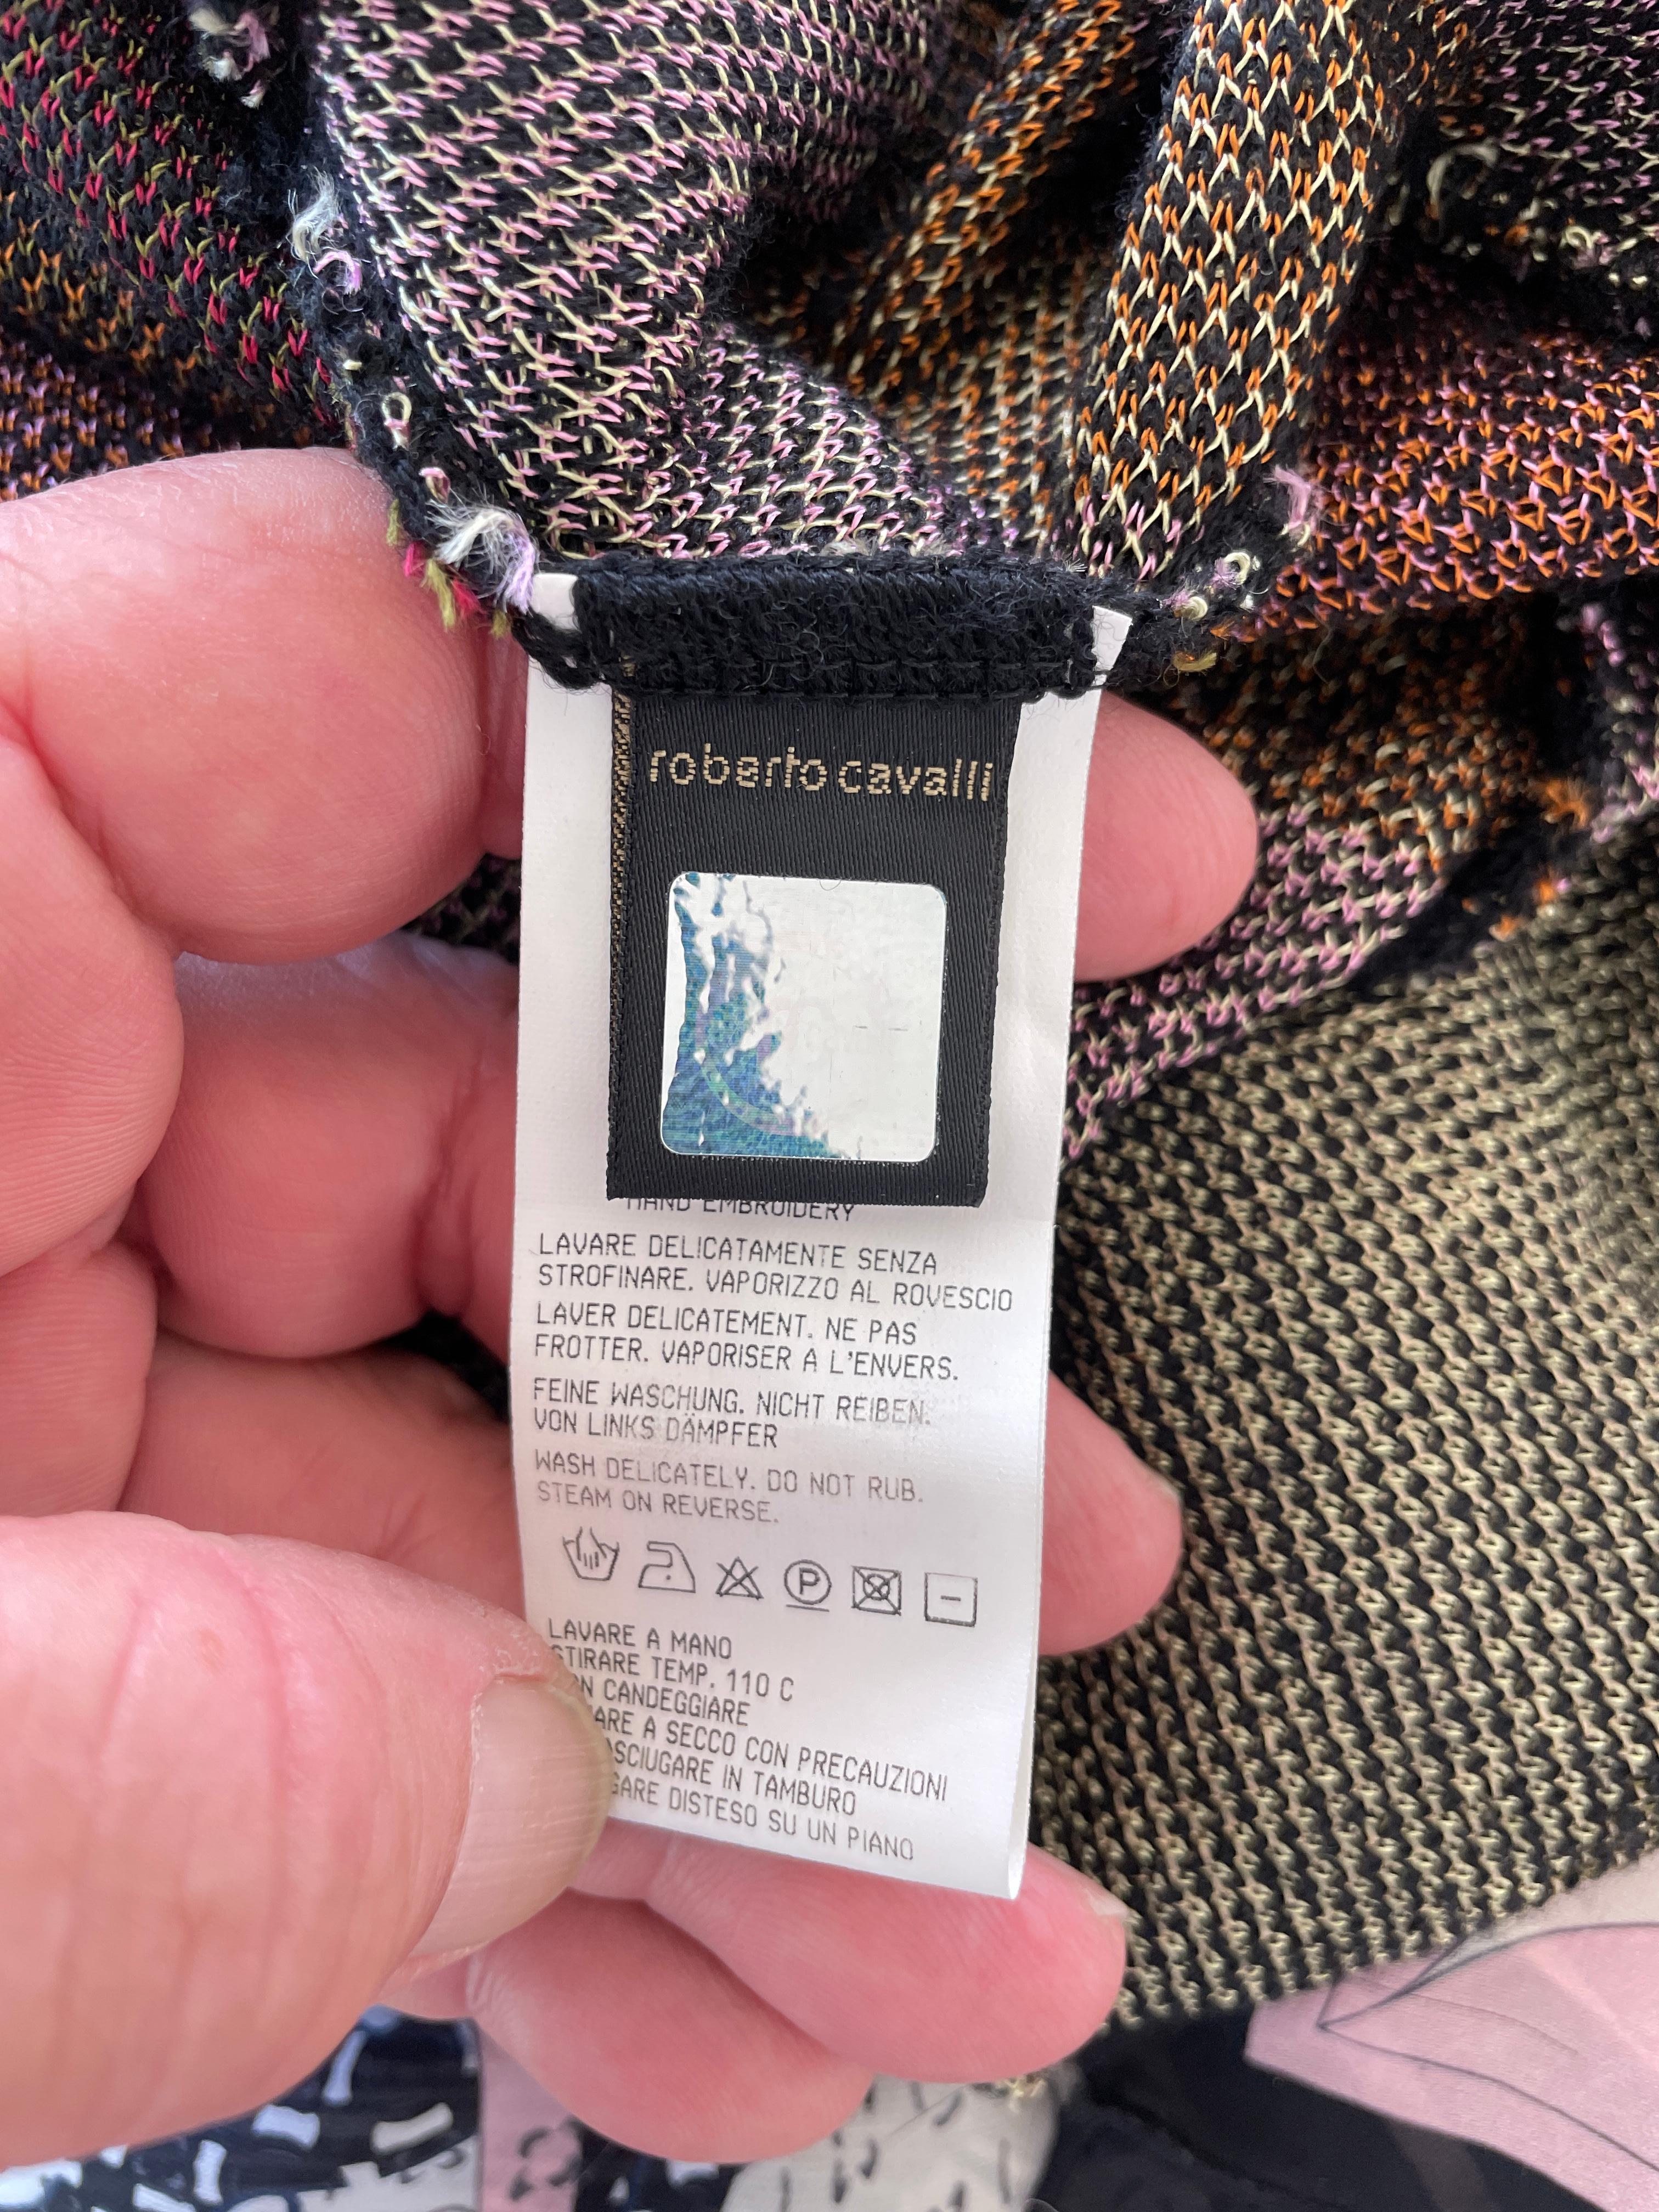 roberto cavalli
HAND EMBROIDERY
LAVARE DELICATAMENTE SENZA
STROFINARE. VAPORIZZO AL ROVESCIO
LAVER DELICATEMENT. NE PAS
FROTTER. VAPORISER A L'ENVERS.
FEINE WASCHUNG. NICHT REIBEN.
VON LINKS DÄMPFER
WASH DELICATELY. DO NOT RUB.
STEAM ON REVERSE.
P
LAVARE A MANO
STIRARE TEMP. 110 C
CANDEGGIARE
A SECCO CON PRECAUZIONI
IN TAMBURO
DISTESO SU UN PIANO